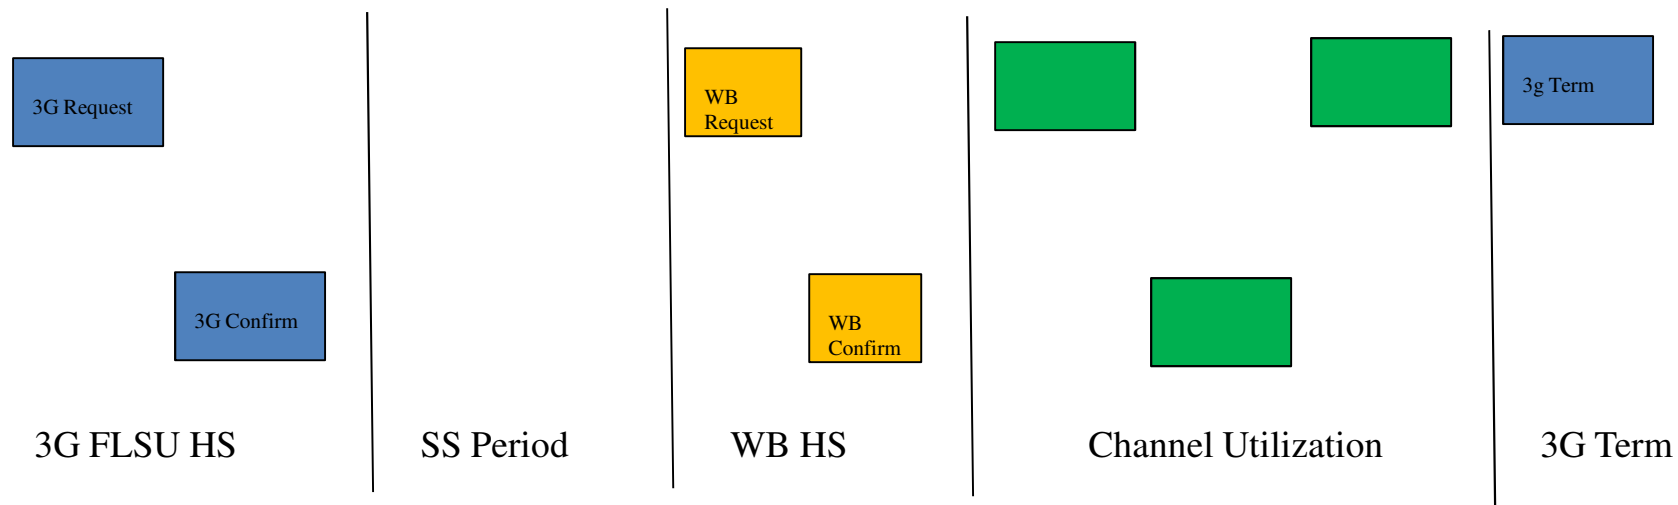 3G Request
3G Confirm
WB
Request
WB
Confirm
3g Term
3G FLSU HS
SS Period
WB HS
Channel Utilization
3G Term